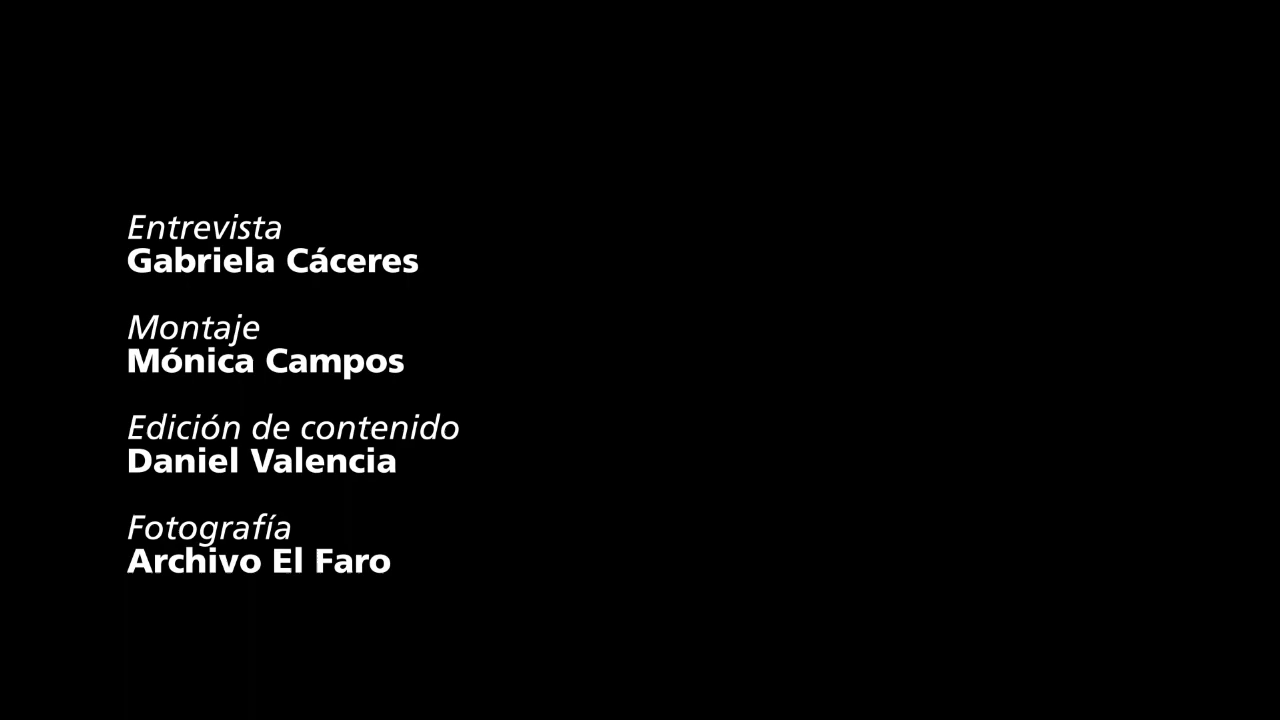 Entrevista
Gabriela Cáceres
Montaje
Mónica Campos
Edición de contenido
Daniel Valencia
Fotografía
Archivo El Faro